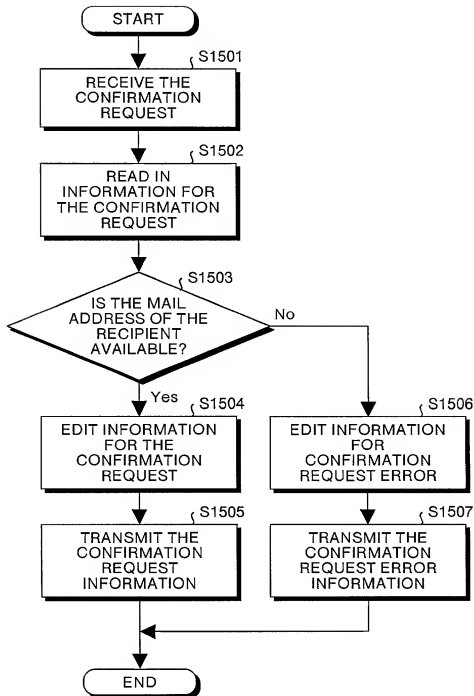 START
S1501
RECEIVE THE
CONFIRMATION
REQUEST
S1502
READ IN
INFORMATION FOR
THE CONFIRMATION
REQUEST
S1503
IS THE MAIL
ADDRESS OF THE
RECIPIENT
AVAILABLE?
No
Yes
S1504
EDIT INFORMATION
FOR THE
CONFIRMATION
REQUEST
S1505
TRANSMIT THE
CONFIRMATION
REQUEST
INFORMATION
S1506
EDIT INFORMATION
FOR
CONFIRMATION
REQUEST ERROR
S1507
TRANSMIT THE
CONFIRMATION
REQUEST ERROR
INFORMATION
END